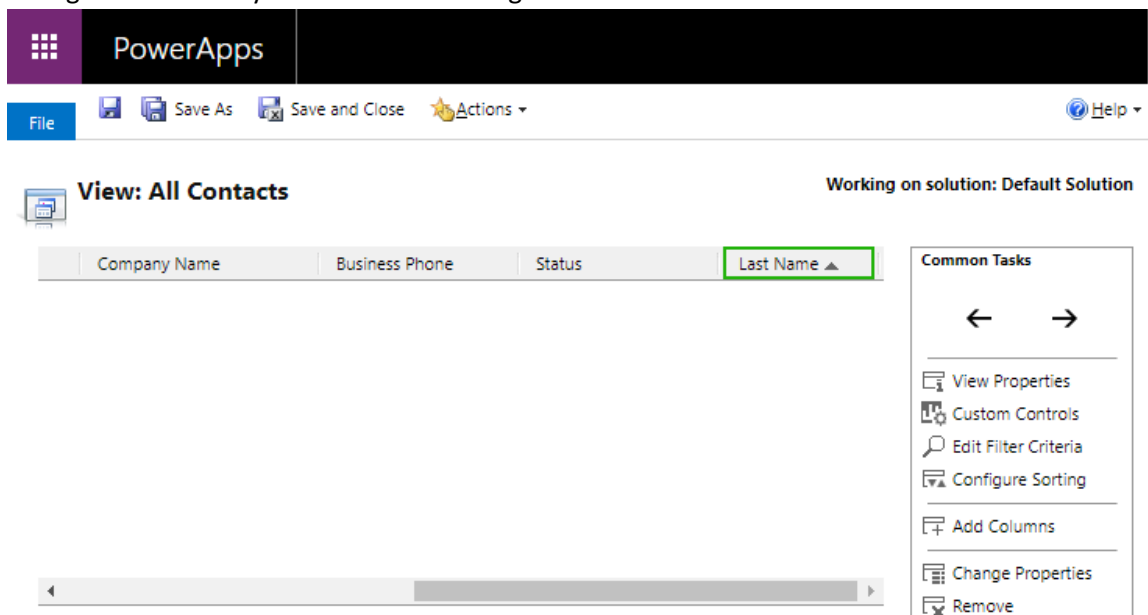 PowerApps
File Save As Save and Close Actions Help
View: All Contacts
Working on solution: Default Solution
Company Name Business Phone Status Last Name
Common Tasks
View Properties
Custom Controls
Edit Filter Criteria
Configure Sorting
Add Columns
Change Properties
Remove